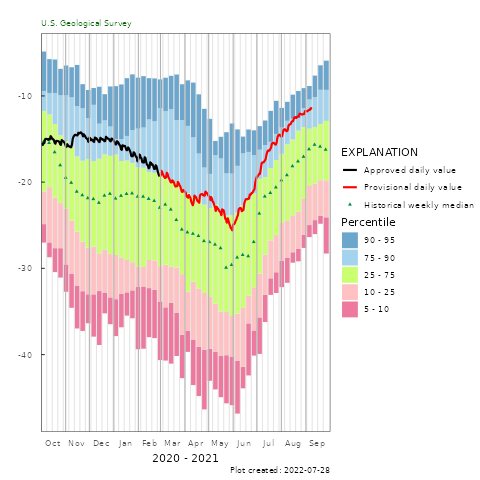 U.S. Geological Survey
-10
-20
-30
-40
Oct Nov Dec Jan Feb Mar Apr May Jun Jul Aug Sep
2020 - 2021
Plot created: 2022-07-28
EXPLANATION
Approved daily value
Provisional daily value
Historical weekly median
Percentile
90 - 95
75 - 90
25 - 75
10 - 25
5 - 10